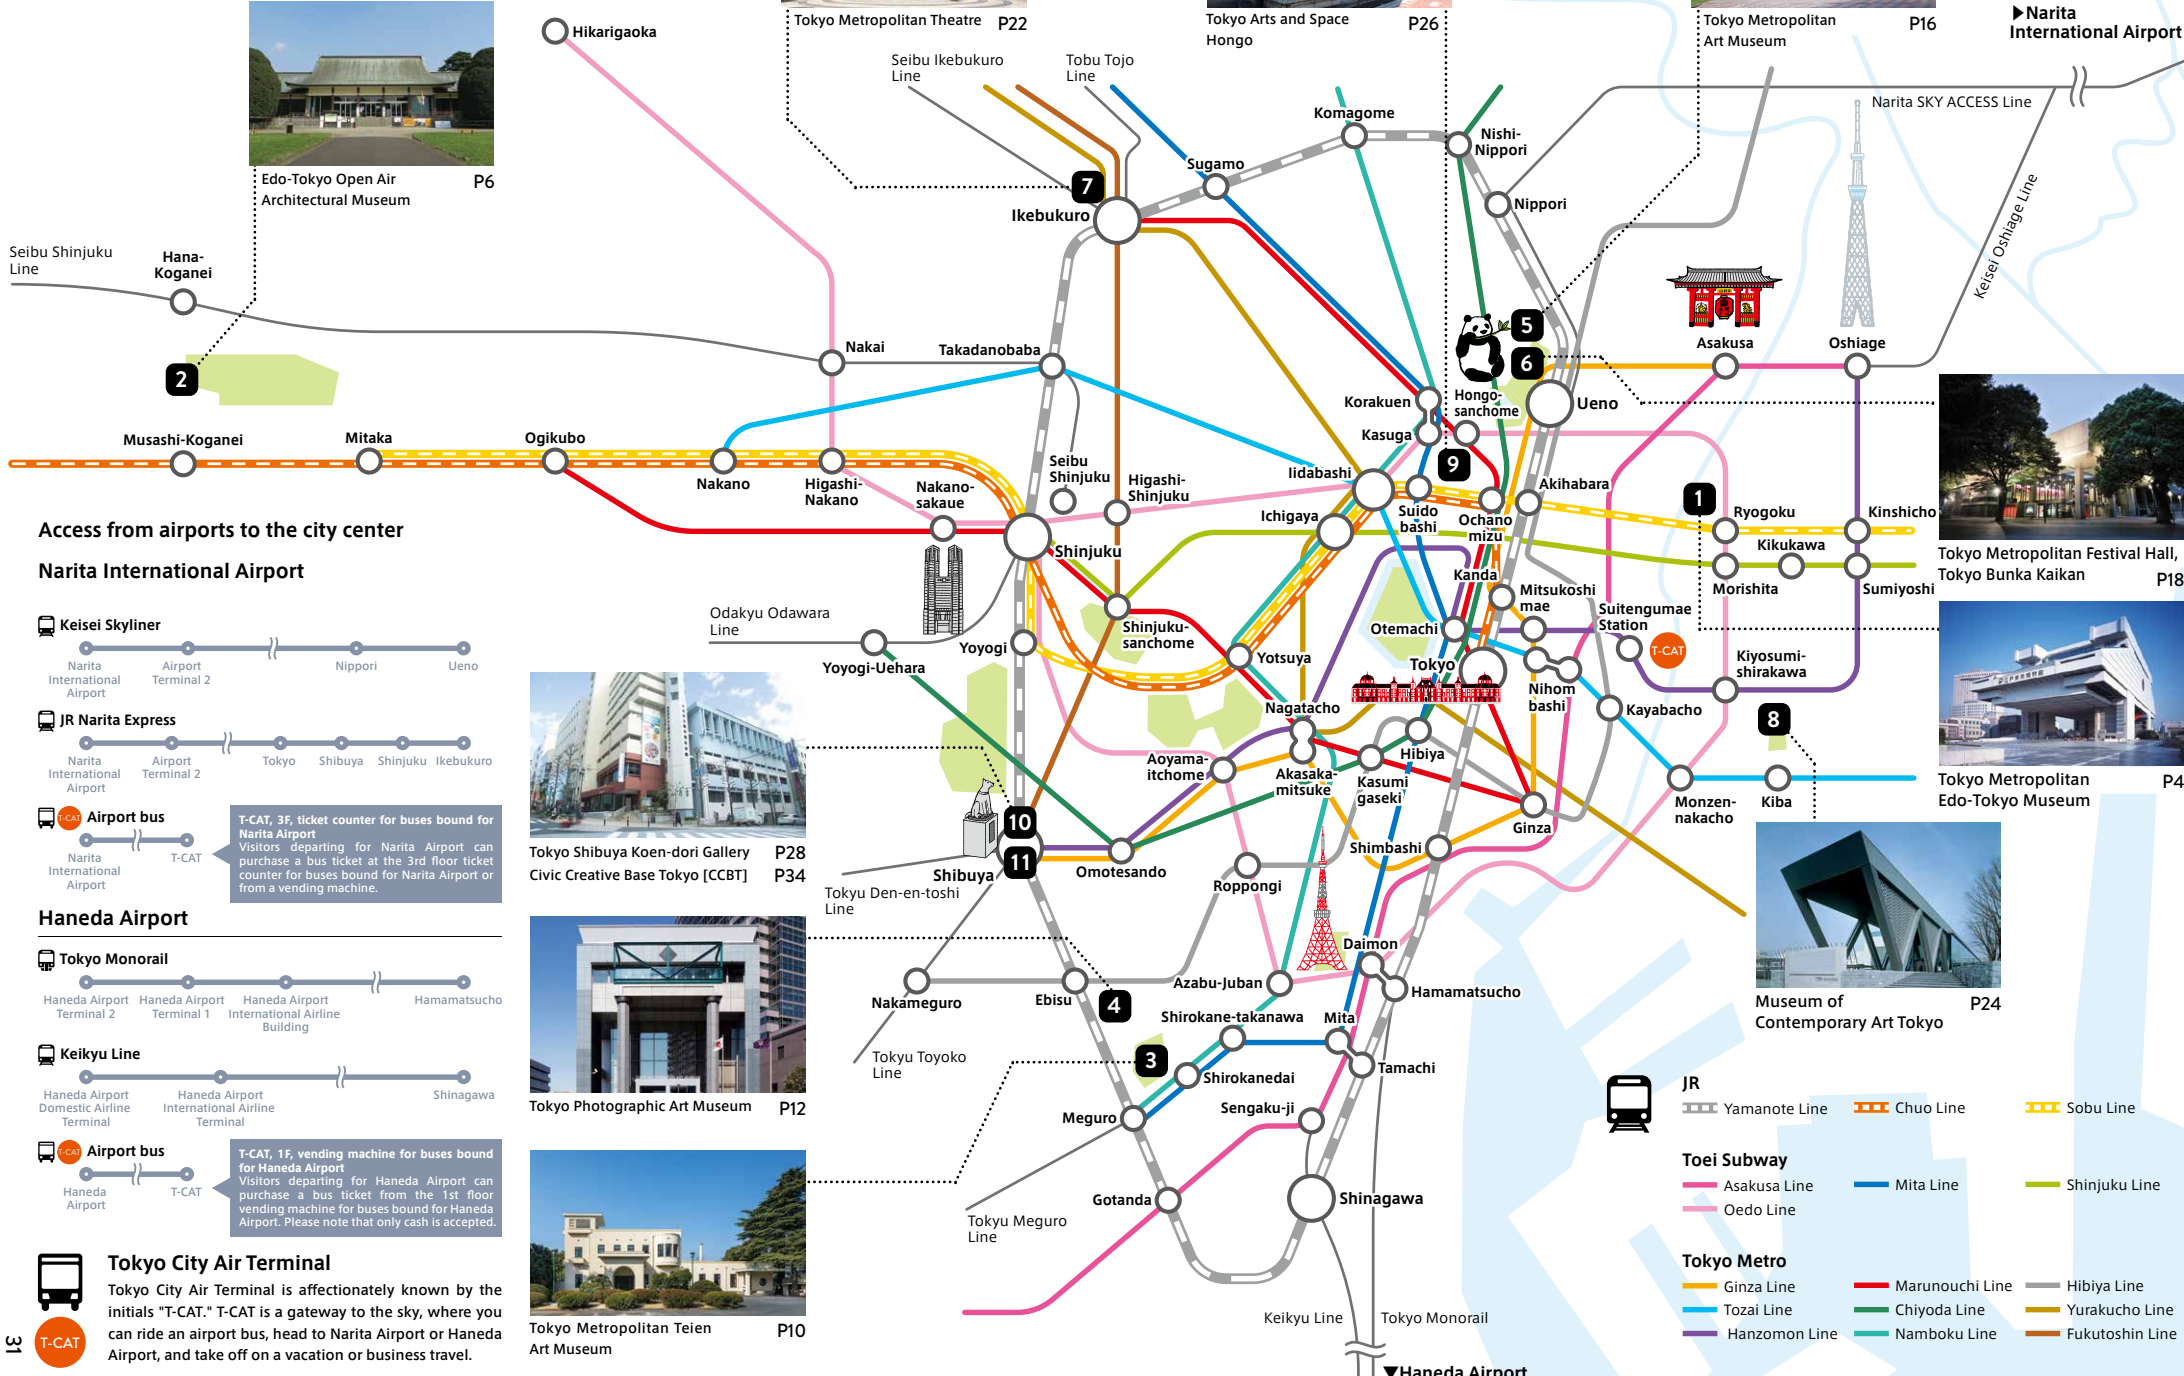 Tokyo Metropolitan Theatre P22
Tokyo Arts and Space
Hongo
P26
Tokyo Metropolitan
Art Museum
P16
▶Narita
International Airport
Hikarigaoka
Seibu Ikebukuro
Line
Tobu Tojo
Line
Narita SKY ACCESS Line
Komagome
Nishi-
Nippori
Sugamo
Edo-Tokyo Open Air
Architectural Museum
P6
7
Ikebukuro
Nippori
Keisei Oshiage Line
Seibu Shinjuku
Line
Hana-
Koganei
2
Nakai
Takadanobaba
5
6
Asakusa
Oshiage
Korakuen
Hongo-
sanchome
Ueno
Kasuga
9
Musashi-Koganei
Mitaka
Ogikubo
Nakano
Higashi-
Nakano
Nakano-
sakaue
Seibu
Shinjuku
Higashi-
Shinjuku
Iidabashi
Ichigaya
Suido
bashi
Ochano
mizu
Akihabara
1
Ryogoku
Kinshicho
Kikukawa
Morishita
Sumiyoshi
Tokyo Metropolitan Festival Hall,
Tokyo Bunka Kaikan
P18
Shinjuku
Kanda
Mitsukoshi
mae
Suitengumae
Station
T-CAT
Otemachi
Tokyo
Odakyu Odawara
Line
Yoyogi-Uehara
Yoyogi
Shinjuku-
sanchome
Yotsuya
Kiyosumi-
shirakawa
Nihom
bashi
Kayabacho
8
Nagatacho
Hibiya
Aoyama-
itchome
Akasaka-
mitsuke
Kasumi
gaseki
Monzen-
nakacho
Kiba
Tokyo Metropolitan
Edo-Tokyo Museum
P4
Ginza
Shimbashi
10
11
Shibuya
Omotesando
Roppongi
Tokyu Den-en-toshi
Line
Tokyo Shibuya Koen-dori Gallery P28
Civic Creative Base Tokyo [CCBT] P34
Daimon
Hamamatsucho
Azabu-Juban
Nakameguro
Ebisu
4
Museum of
Contemporary Art Tokyo
P24
Shirokane-takanawa
Mita
Tokyu Toyoko
Line
3
Shirokanedai
Tamachi
Tokyo Photographic Art Museum P12
Meguro
Sengaku-ji
Gotanda
Shinagawa
Tokyu Meguro
Line
Tokyo Metropolitan Teien
Art Museum
P10
Keikyu Line
Tokyo Monorail
▼Haneda Airport
Access from airports to the city center
Narita International Airport
Keisei Skyliner
Narita
International
Airport
Airport
Terminal 2
Nippori
Ueno
JR Narita Express
Narita
International
Airport
Airport
Terminal 2
Tokyo
Shibuya
Shinjuku
Ikebukuro
T-CAT Airport bus
Narita
International
Airport
T-CAT
T-CAT, 3F, ticket counter for buses bound for
Narita Airport
Visitors departing for Narita Airport can
purchase a bus ticket at the 3rd floor ticket
counter for buses bound for Narita Airport or
from a vending machine.
Haneda Airport
Tokyo Monorail
Haneda Airport
Terminal 2
Haneda Airport
Terminal 1
Haneda Airport
International Airline
Building
Hamamatsucho
Keikyu Line
Haneda Airport
Domestic Airline
Terminal
Haneda Airport
International Airline
Terminal
Shinagawa
T-CAT Airport bus
Haneda
Airport
T-CAT
T-CAT, 1F, vending machine for buses bound
for Haneda Airport
Visitors departing for Haneda Airport can
purchase a bus ticket from the 1st floor
vending machine for buses bound for Haneda
Airport. Please note that only cash is accepted.
Tokyo City Air Terminal
Tokyo City Air Terminal is affectionately known by the
initials "T-CAT." T-CAT is a gateway to the sky, where you
can ride an airport bus, head to Narita Airport or Haneda
Airport, and take off on a vacation or business travel.
T-CAT
31
JR
Yamanote Line
Chuo Line
Sobu Line
Toei Subway
Asakusa Line
Mita Line
Shinjuku Line
Oedo Line
Tokyo Metro
Ginza Line
Marunouchi Line
Hibiya Line
Tozai Line
Chiyoda Line
Yurakucho Line
Hanzomon Line
Namboku Line
Fukutoshin Line